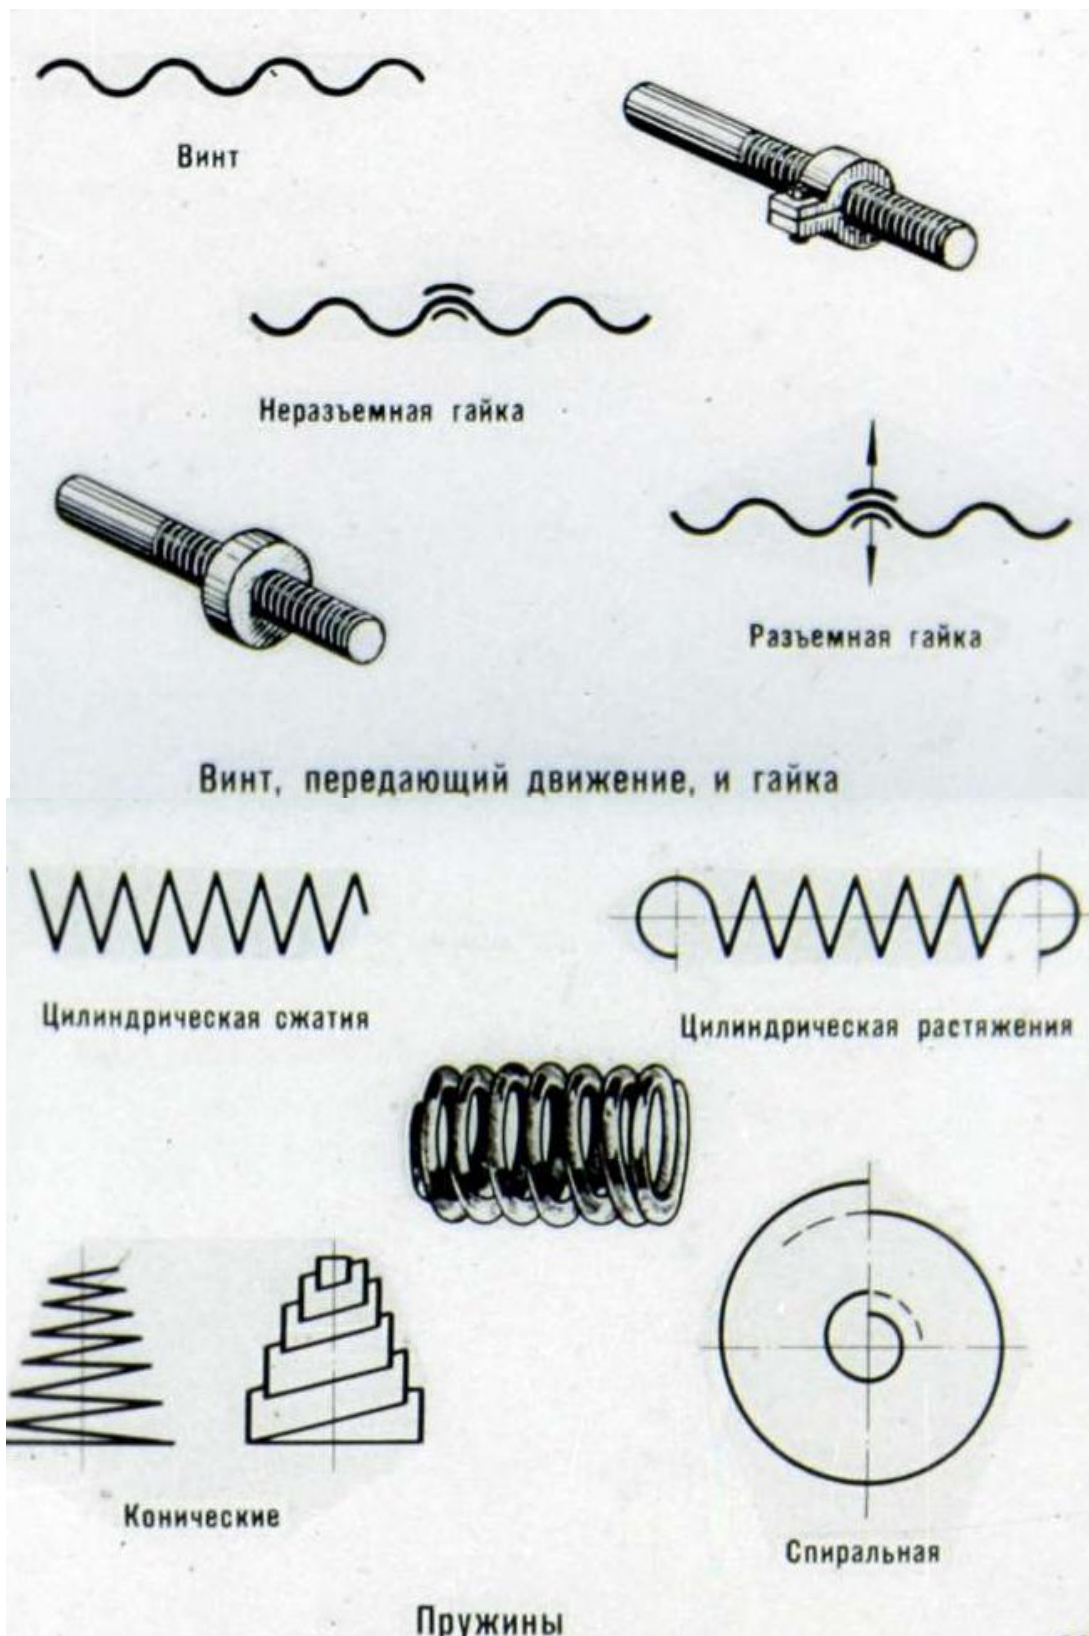 Винт
Неразъемная гайка
Разъемная гайка
Винт, передающий движение, и гайка
Цилиндрическая сжатия
Цилиндрическая растяжения
Конические
Спиральная
Пружины